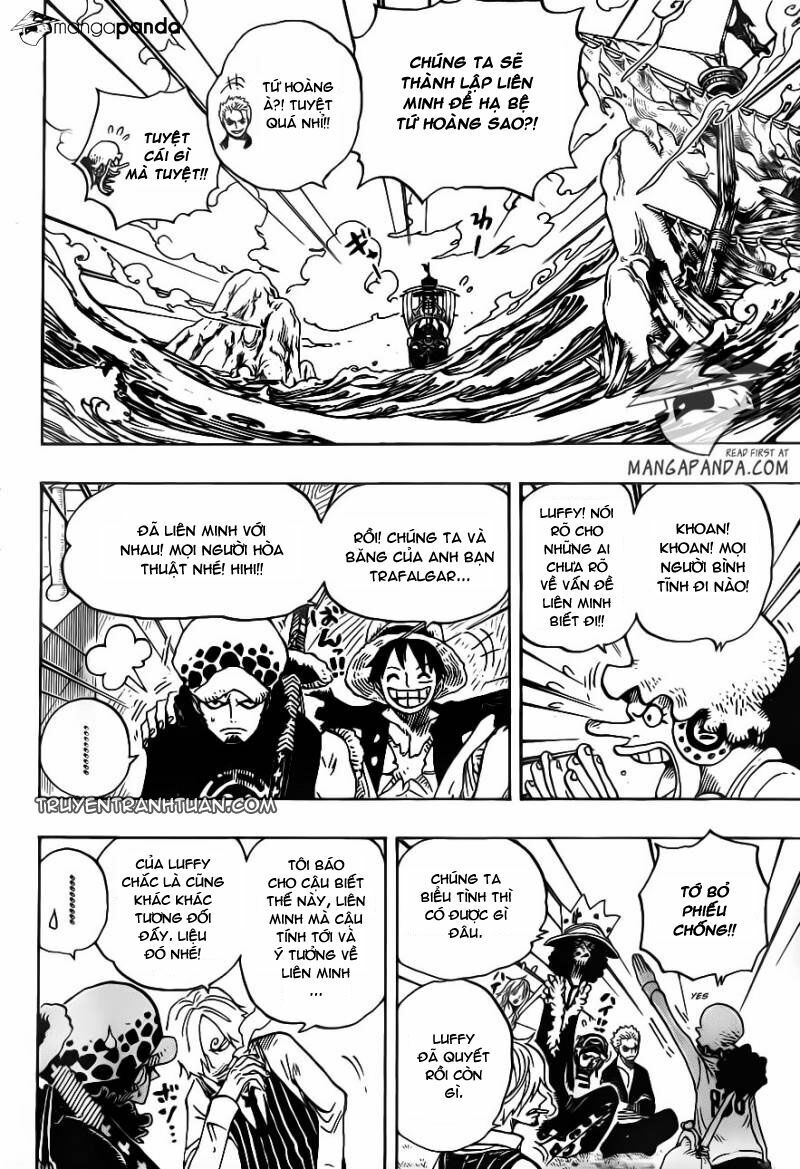 mangapanda
CHÚNG TA SẼ
THÀNH LẬP LIÊN
MINH ĐỂ HẠ BỆ
TỨ HOÀNG SAO?!
TỨ HOÀNG
À?! TUYỆT
QUÁ NHỈ!!
TUYỆT
CÁI GÌ
MÀ TUYỆT!!
READ FIRST AT
MANGAPANDA.COM
KHOAN!
KHOAN! MỌI
NGƯỜI BÌNH
TĨNH ĐI NÀO!
LUFFY! NÓI
RÕ CHO
NHỮNG AI
CHƯA RÕ
VỀ VẤN ĐỀ
LIÊN MINH
BIẾT ĐI!!
RỒI! CHÚNG TA VÀ
BĂNG CỦA ANH BẠN
TRAFALGAR...
ĐÃ LIÊN MINH VỚI
NHAU! MỌI NGƯỜI HÒA
THUẬN NHÉ! HIHI!!
..........
TRUYENTRANHTUAN.COM
TỚ BỎ
PHIẾU
CHỐNG!!
YES
CHÚNG TA
BIỂU TÌNH THÌ
CÓ ĐƯỢC GÌ
ĐÂU.
LUFFY
ĐÃ QUYẾT
RỒI CÒN
GÌ.
TÔI BÁO
CHO CẬU BIẾT
THẾ NÀY, LIÊN
MINH MÀ CẬU
TÍNH TỚI VÀ
Ý TƯỞNG VỀ
LIÊN MINH
...
CỦA LUFFY
CHẮC LÀ CŨNG
KHÁC KHÁC
TƯƠNG ĐỐI
ĐẤY. LIỆU
ĐÓ NHÉ!
..........